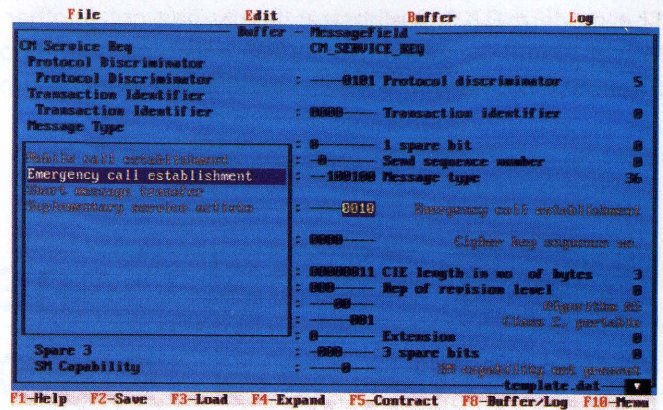 File Edit Buffer Log
Buffer - MessageField
CM Service Req CM_SERVICE_REQ
Protocol Discriminator
Protocol Discriminator : ----0101 Protocol discriminator 5
Transaction Identifier
Transaction Identifier : 0000---- Transaction identifier 0
Message Type
: 0------- 1 spare bit 0
Mobile call establishment : -0------ Send sequence number 0
Emergency call establishment : --100100 Message type 36
Short message transfer
Suplementary service activis : ----0010 Emergency call establishment
: 0000---- Cipher key sequence no.
: 00000011 CIE length in no of bytes 3
: 000----- Rep of revision level 0
: ---00--- Algorithm A5
: -----001 Class 2, portable
: 0------- Extension 0
Spare 3 : -000---- 3 spare bits 0
SM Capability : ----0--- SM capability not present
template.dat
F1-Help F2-Save F3-Load F4-Expand F5-Contract F8-Buffer/Log F10-Menu